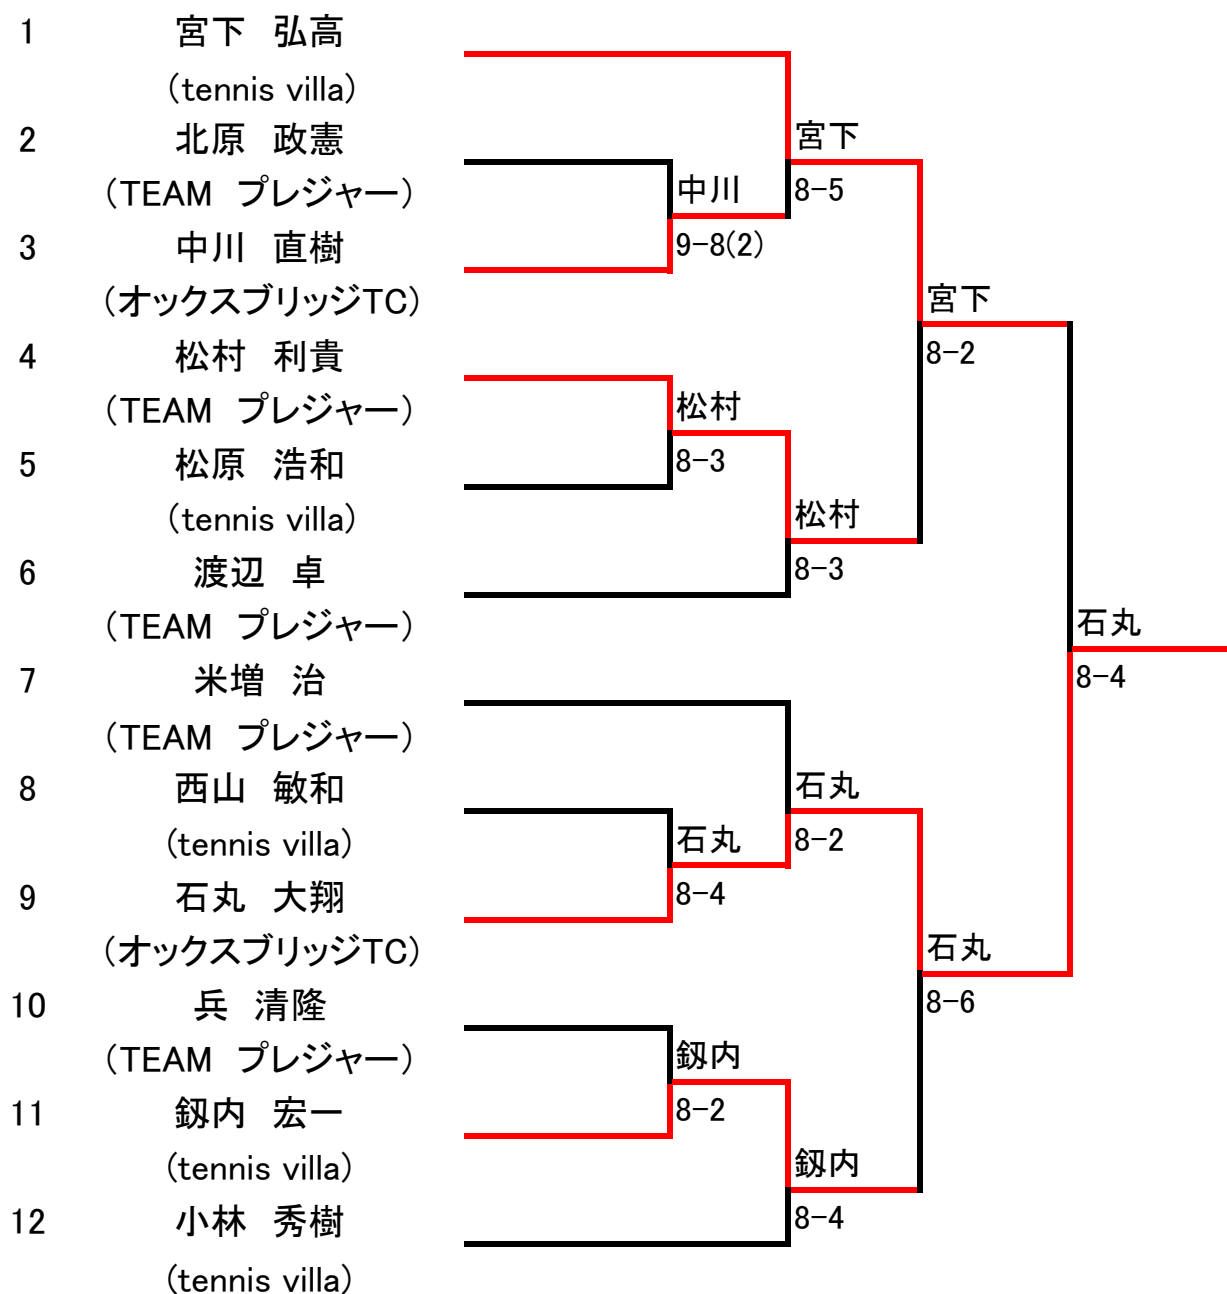 1 宮下 弘高
(tennis villa)
2 北原 政憲
宮下
(TEAM プレジャー)
中川
8-5
3 中川 直樹
9-8(2)
(オックスブリッジTC)
宮下
4 松村 利貴
8-2
(TEAM プレジャー)
松村
5 松原 浩和
8-3
(tennis villa)
松村
6 渡辺 卓
8-3
(TEAM プレジャー)
石丸
7 米増 治
8-4
(TEAM プレジャー)
8 西山 敏和
石丸
(tennis villa)
石丸
8-2
9 石丸 大翔
8-4
(オックスブリッジTC)
石丸
10 兵 清隆
8-6
(TEAM プレジャー)
釼内
11 釼内 宏一
8-2
(tennis villa)
釼内
12 小林 秀樹
8-4
(tennis villa)